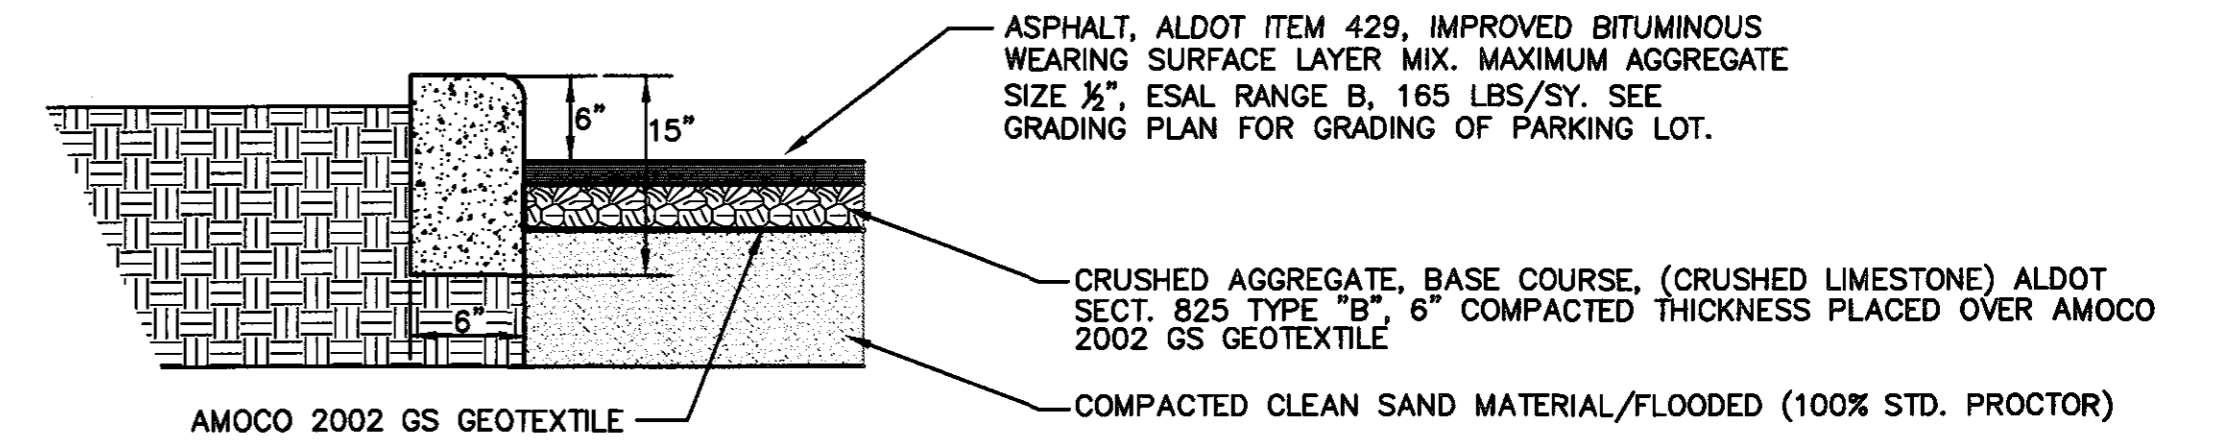 ASPHALT, ALDOT ITEM 429, IMPROVED BITUMINOUS
WEARING SURFACE LAYER MIX. MAXIMUM AGGREGATE
SIZE ½", ESAL RANGE B, 165 LBS/SY. SEE
GRADING PLAN FOR GRADING OF PARKING LOT.
6"
15"
6"
CRUSHED AGGREGATE, BASE COURSE, (CRUSHED LIMESTONE) ALDOT
SECT. 825 TYPE "B", 6" COMPACTED THICKNESS PLACED OVER AMOCO
2002 GS GEOTEXTILE
COMPACTED CLEAN SAND MATERIAL/FLOODED (100% STD. PROCTOR)
AMOCO 2002 GS GEOTEXTILE